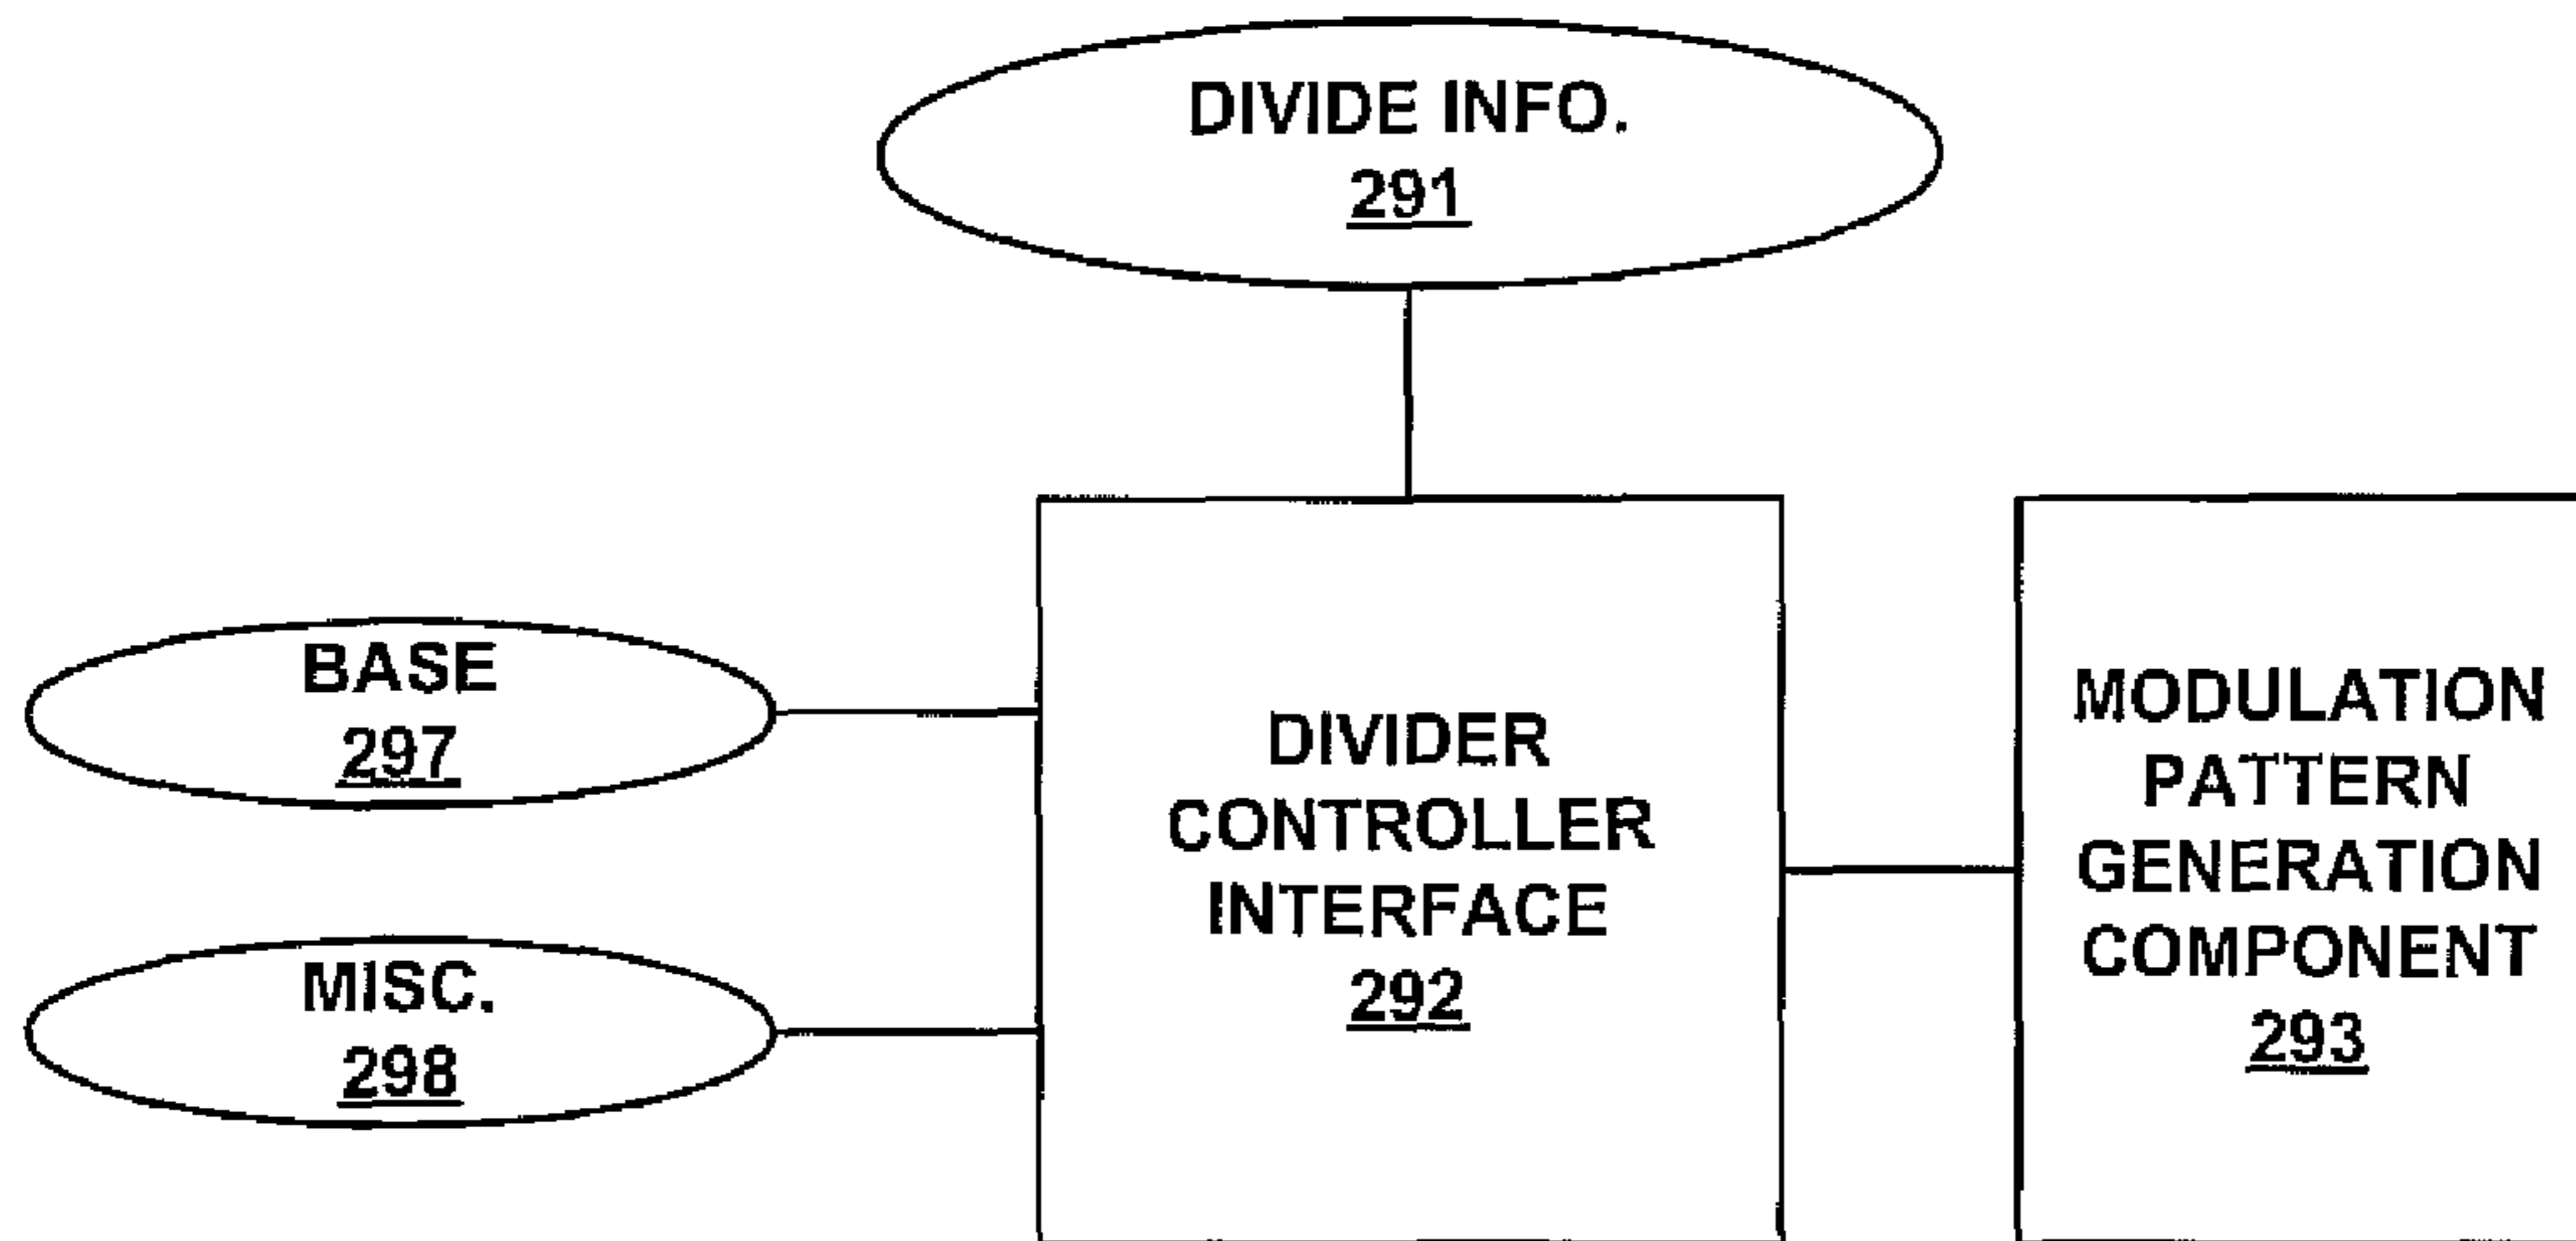 DIVIDE INFO.
291
BASE
297
MISC.
298
DIVIDER
CONTROLLER
INTERFACE
292
MODULATION
PATTERN
GENERATION
COMPONENT
293